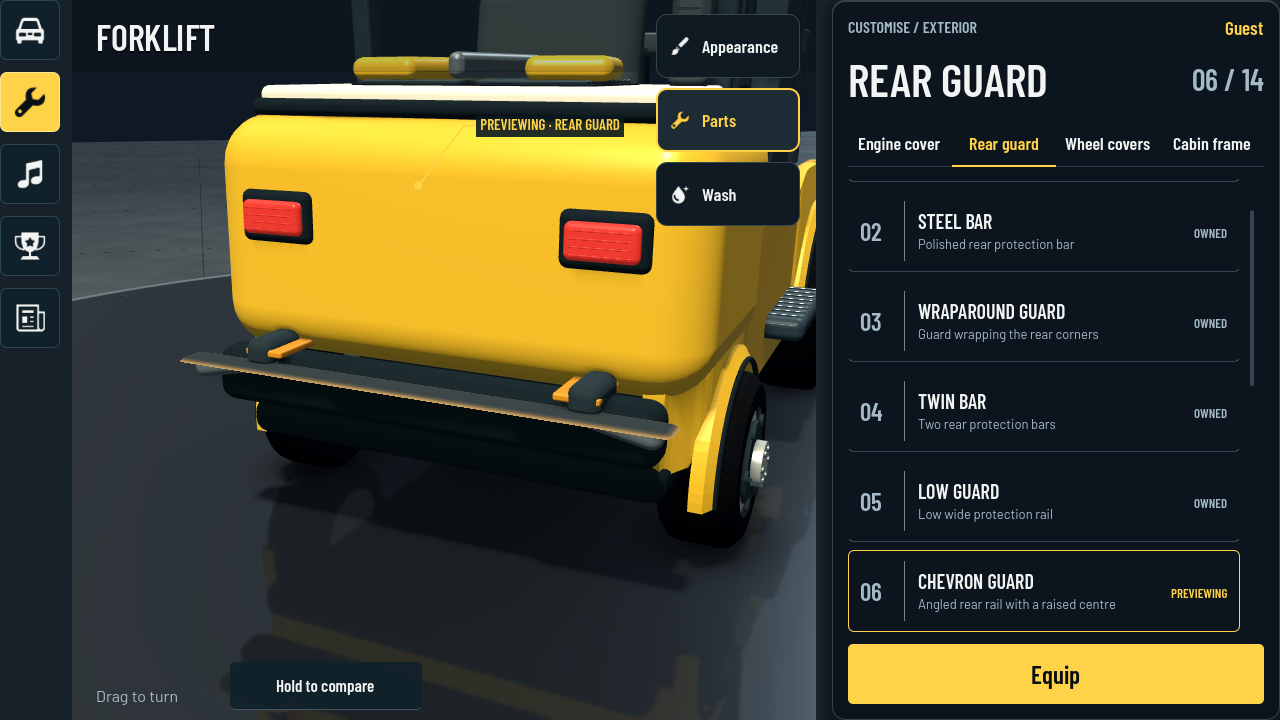 FORKLIFT
PREVIEWING · REAR GUARD
Appearance
Parts
Wash
Drag to turn
Hold to compare
CUSTOMISE / EXTERIOR
Guest
REAR GUARD
06 / 14
Engine cover
Rear guard
Wheel covers
Cabin frame
02
STEEL BAR
Polished rear protection bar
OWNED
03
WRAPAROUND GUARD
Guard wrapping the rear corners
OWNED
04
TWIN BAR
Two rear protection bars
OWNED
05
LOW GUARD
Low wide protection rail
OWNED
06
CHEVRON GUARD
Angled rear rail with a raised centre
PREVIEWING
Equip